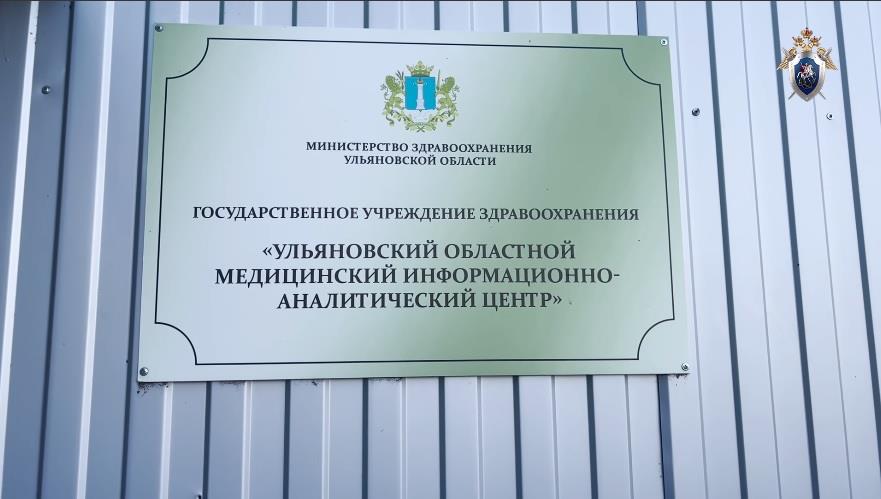 МИНИСТЕРСТВО ЗДРАВООХРАНЕНИЯ
УЛЬЯНОВСКОЙ ОБЛАСТИ
ГОСУДАРСТВЕННОЕ УЧРЕЖДЕНИЕ ЗДРАВООХРАНЕНИЯ
«УЛЬЯНОВСКИЙ ОБЛАСТНОЙ
МЕДИЦИНСКИЙ ИНФОРМАЦИОННО-
АНАЛИТИЧЕСКИЙ ЦЕНТР»